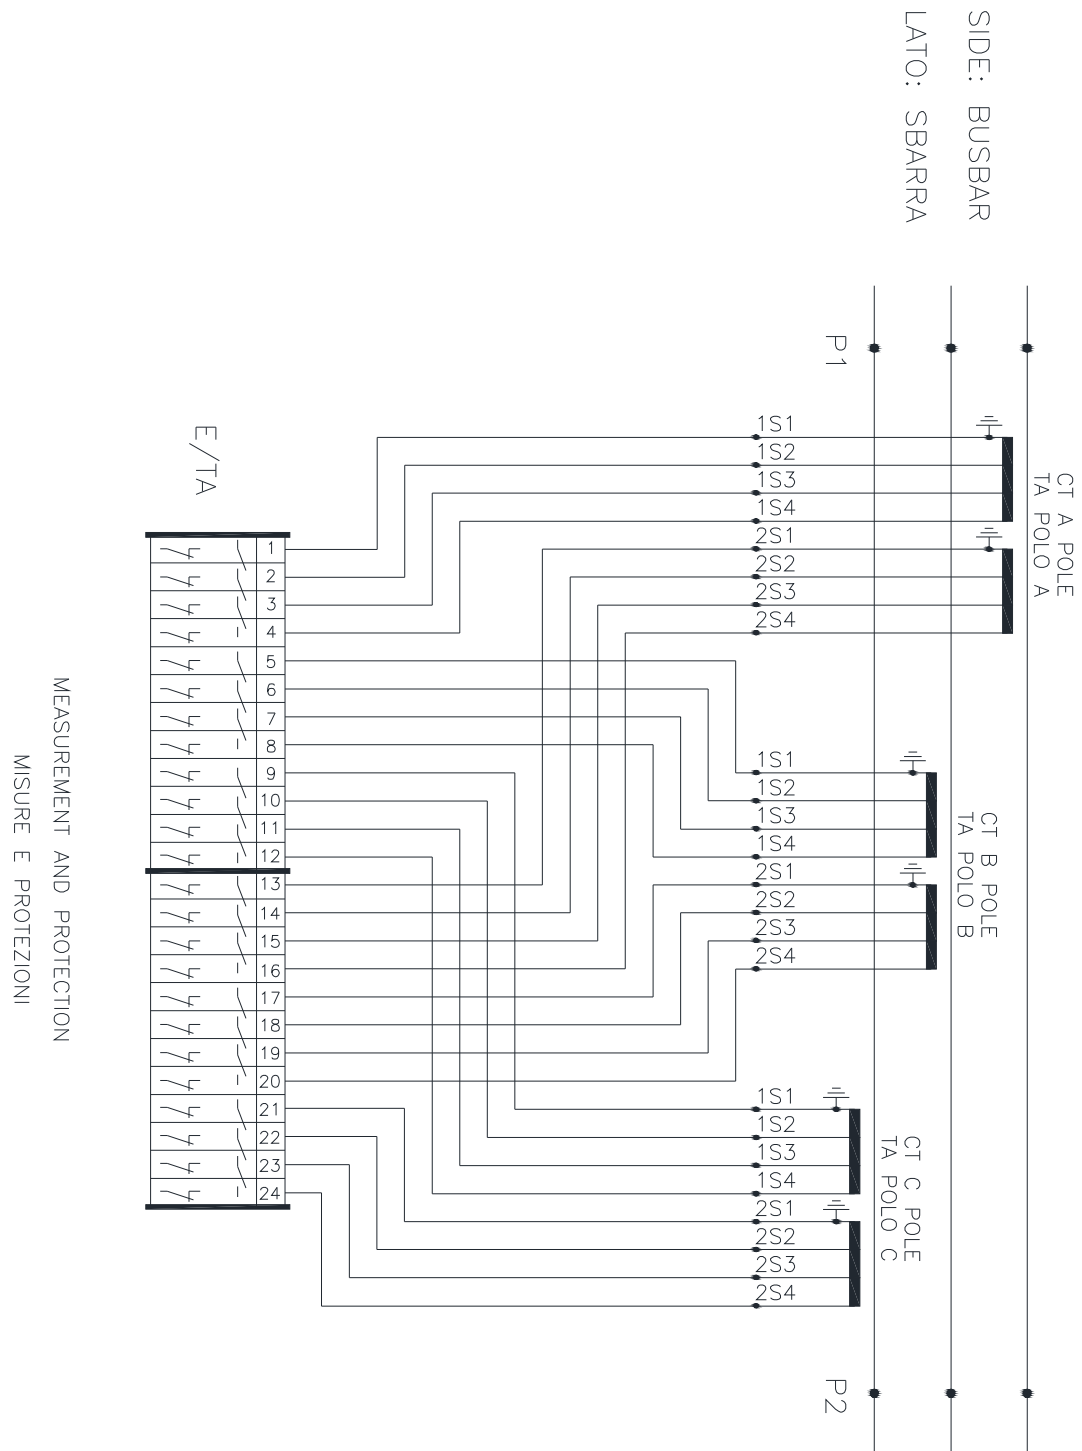 SIDE: BUSBAR
LATO: SBARRA
P1
CT A POLE
TA POLO A
1S1
1S2
1S3
1S4
2S1
2S2
2S3
2S4
CT B POLE
TA POLO B
1S1
1S2
1S3
1S4
2S1
2S2
2S3
2S4
CT C POLE
TA POLO C
1S1
1S2
1S3
1S4
2S1
2S2
2S3
2S4
P2
E/TA
1
2
3
4
5
6
7
8
9
10
11
12
13
14
15
16
17
18
19
20
21
22
23
24
MEASUREMENT AND PROTECTION
MISURE E PROTEZIONI